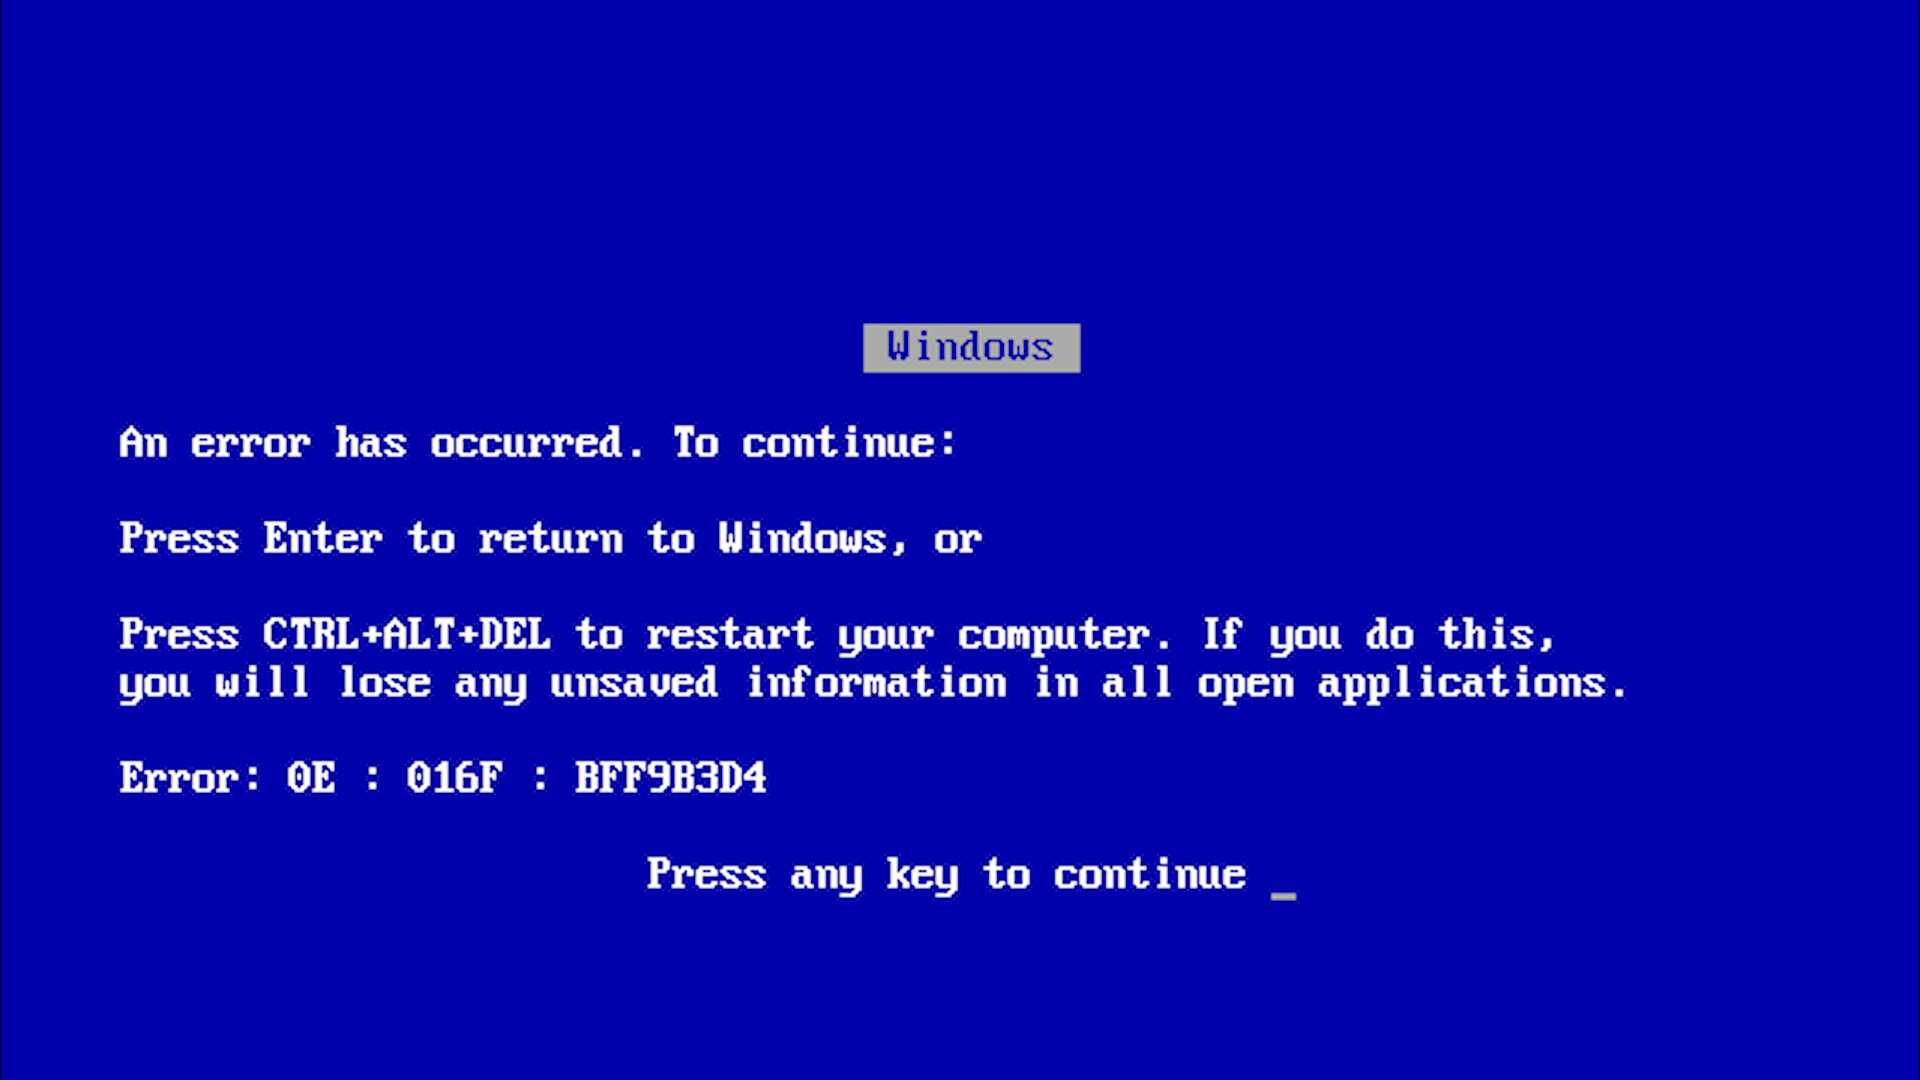 Windows
An error has occurred. To continue:
Press Enter to return to Windows, or
Press CTRL+ALT+DEL to restart your computer. If you do this,
you will lose any unsaved information in all open applications.
Error: 0E : 016F : BFF9B3D4
Press any key to continue _